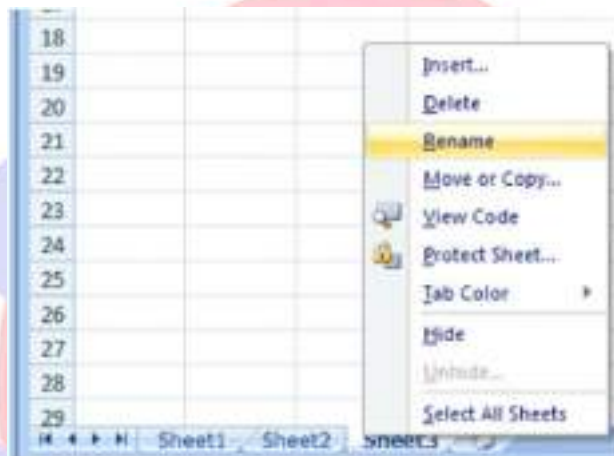 18
19
20
21
22
23
24
25
26
27
28
29
Insert...
Delete
Rename
Move or Copy...
View Code
Protect Sheet...
Tab Color
Hide
Unhide...
Select All Sheets
Sheet1 Sheet2 Sheet3